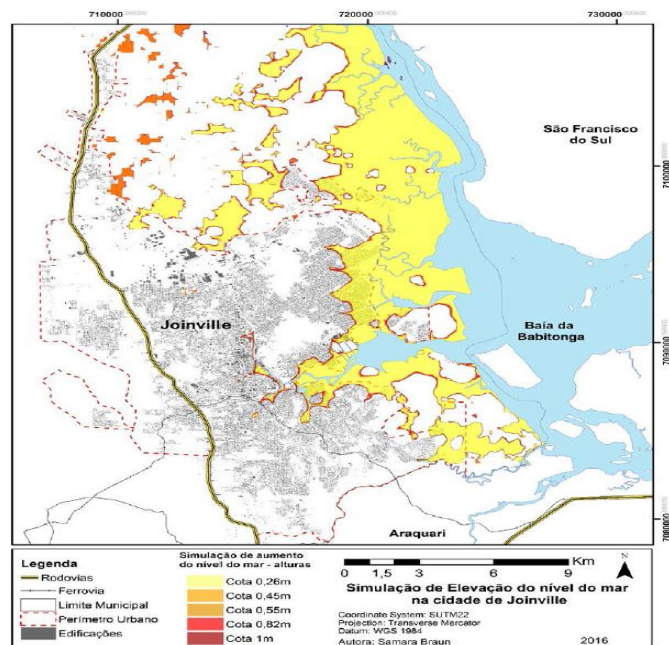 710000 720000 730000
São Francisco
do Sul
7100000
Joinville
Baía da
Babitonga
7090000
Araquari
7080000
Legenda
Rodovias
Ferrovia
Limite Municipal
Perímetro Urbano
Edificações
Simulação de aumento
do nível do mar - alturas
Cota 0,26m
Cota 0,45m
Cota 0,55m
Cota 0,82m
Cota 1m
Km
0 1,5 3 6 9
N
Simulação de Elevação do nível do mar
na cidade de Joinville
Coordinate System: SUTM22
Projection: Transverse Mercator
Datum: WGS 1984
Autora: Samara Braun 2016